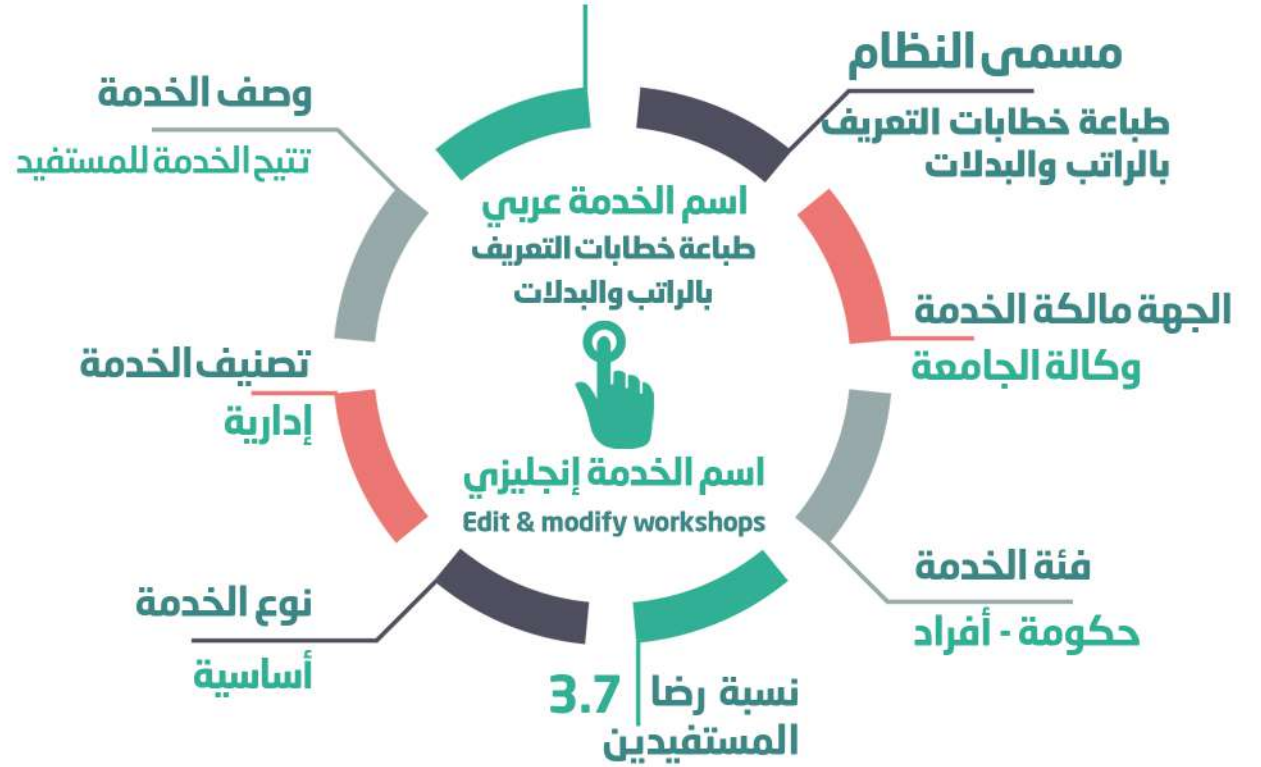 مسمى النظام
طباعة خطابات التعريف
بالراتب والبدلات
الجهة مالكة الخدمة
وكالة الجامعة
فئة الخدمة
حكومة - أفراد
نسبة رضا 3.7
المستفيدين
وصف الخدمة
تتيح الخدمة للمستفيد
تصنيف الخدمة
إدارية
نوع الخدمة
أساسية
اسم الخدمة عربي
طباعة خطابات التعريف
بالراتب والبدلات
اسم الخدمة إنجليزي
Edit & modify workshops